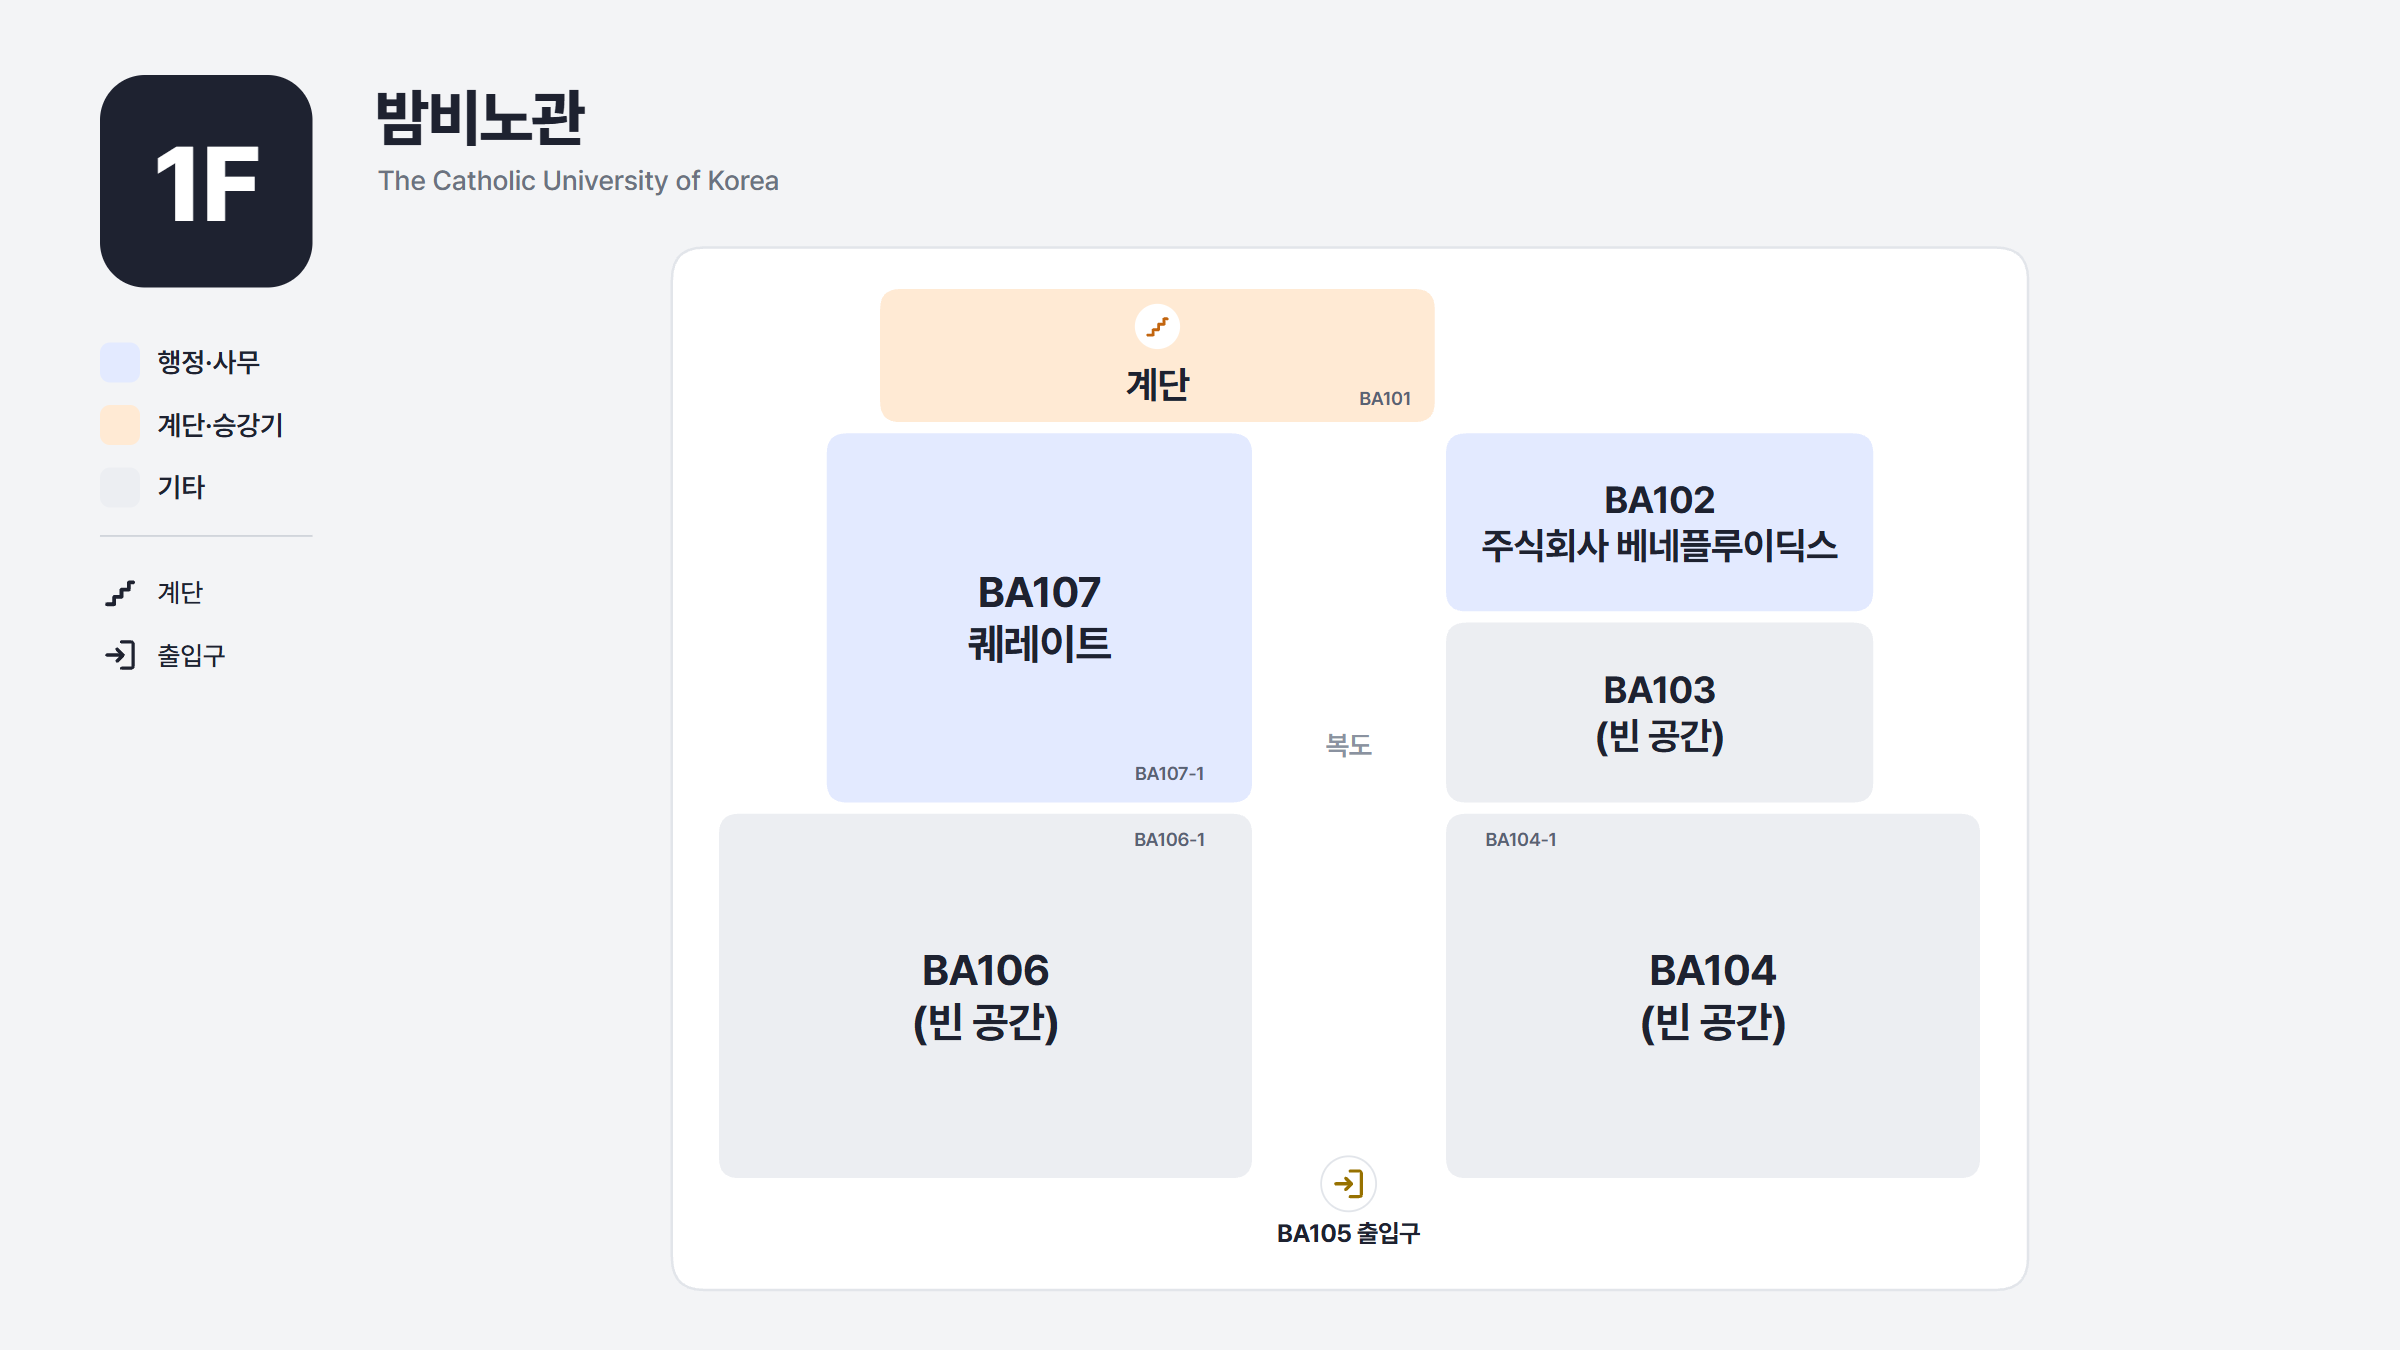 1F
밤비노관
The Catholic University of Korea
행정·사무
계단·승강기
기타
계단
출입구
계단
BA101
BA107
퀘레이트
BA107-1
BA102
주식회사 베네플루이딕스
BA103
(빈 공간)
복도
BA106-1
BA106
(빈 공간)
BA104-1
BA104
(빈 공간)
BA105 출입구